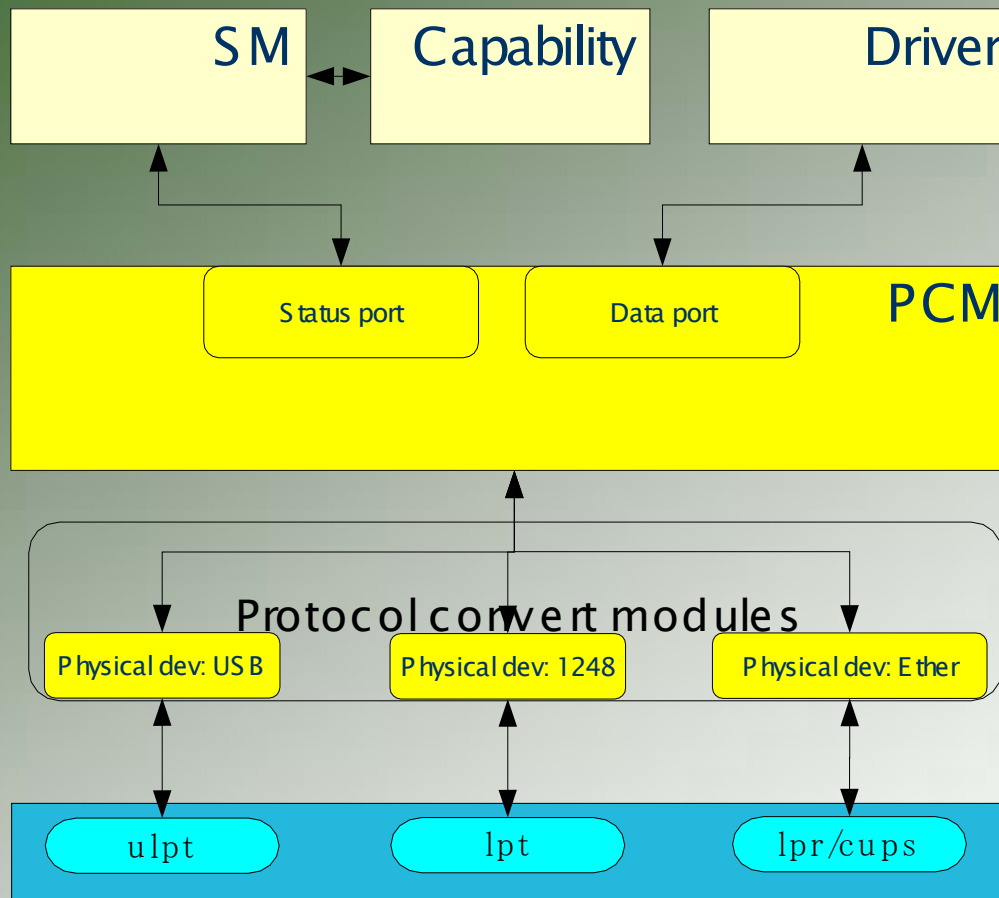 SM
Capability
Driver
Status port
Data port
PCM
Protocol convert modules
Physical dev: USB
Physical dev: 1248
Physical dev: Ether
ulpt
lpt
lpr/cups